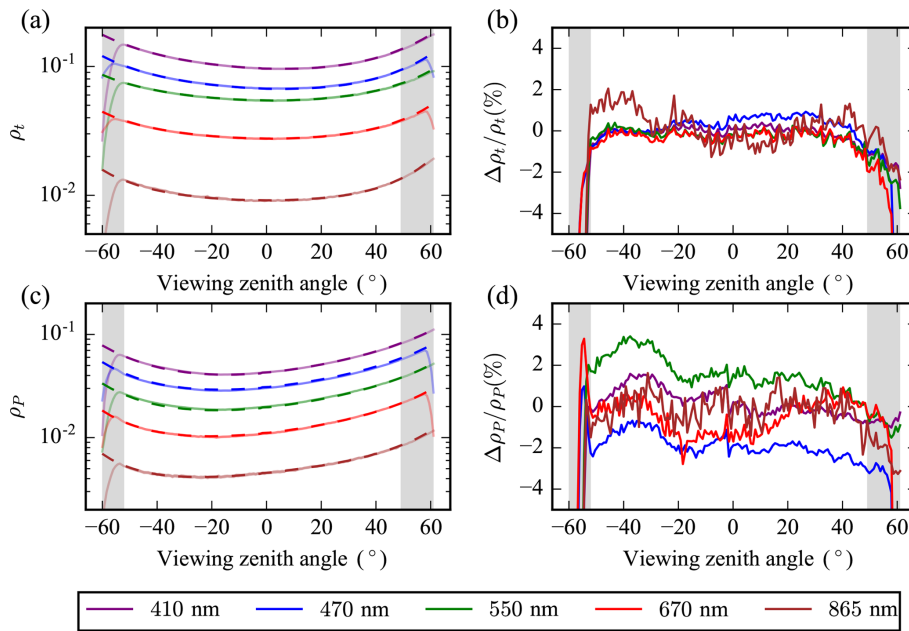 (a)
(b)
10⁻¹
10⁻²
ρt
−60 −40 −20 0 20 40 60
Viewing zenith angle (°)
4
2
0
−2
−4
Δρt/ρt(%)
−60 −40 −20 0 20 40 60
Viewing zenith angle (°)
(c)
(d)
10⁻¹
10⁻²
ρP
−60 −40 −20 0 20 40 60
Viewing zenith angle (°)
4
2
0
−2
−4
ΔρP/ρP(%)
−60 −40 −20 0 20 40 60
Viewing zenith angle (°)
410 nm 470 nm 550 nm 670 nm 865 nm